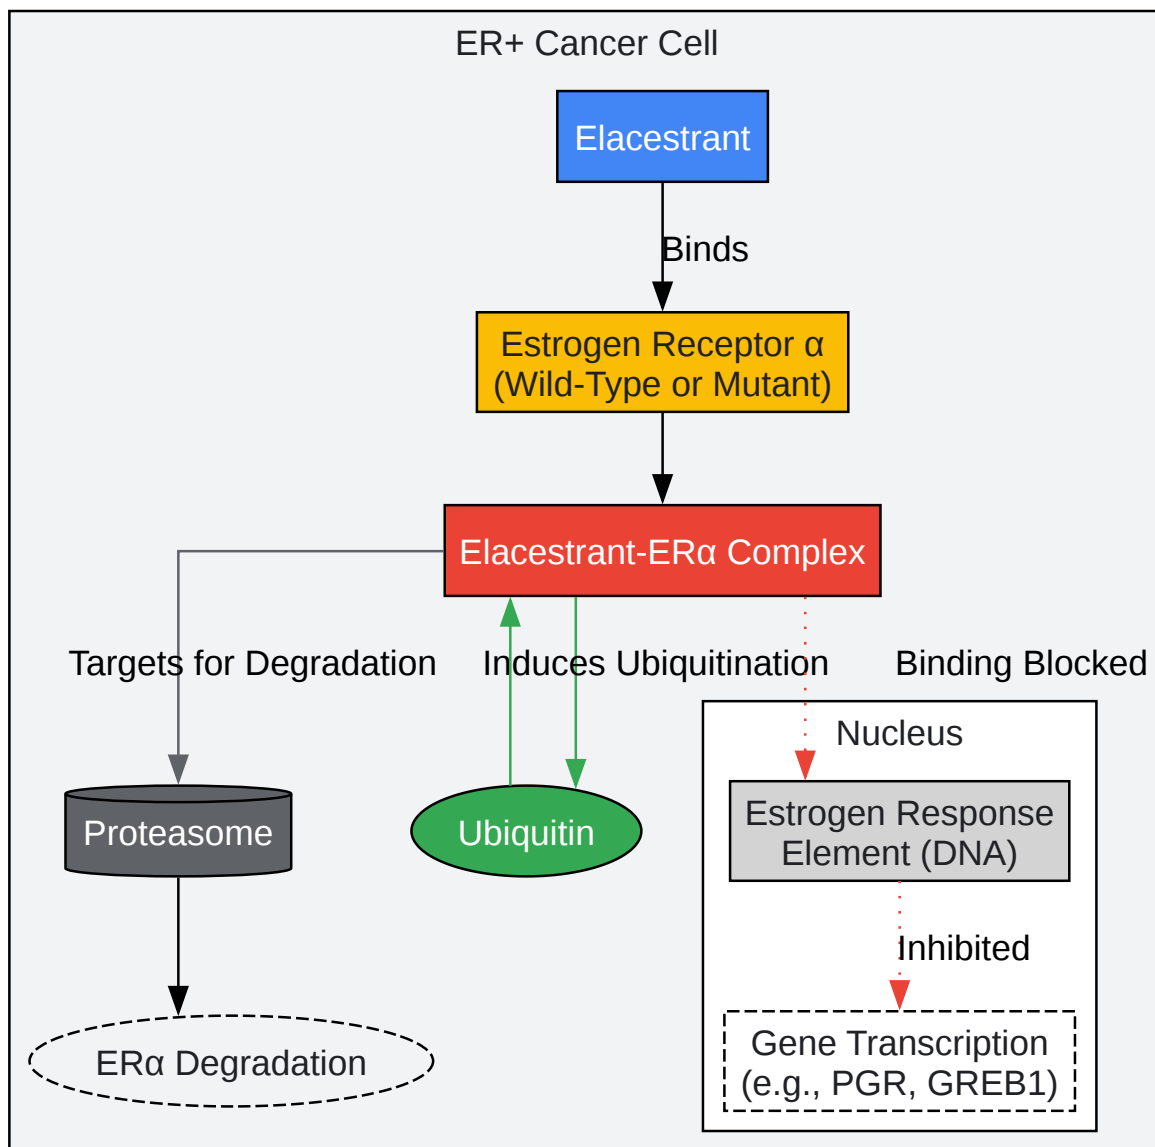 ER+ Cancer Cell
Elacestrant
Binds
Estrogen Receptor α
(Wild-Type or Mutant)
Elacestrant-ERα Complex
Targets for Degradation
Induces Ubiquitination
Binding Blocked
Nucleus
Proteasome
Ubiquitin
Estrogen Response
Element (DNA)
Inhibited
ERα Degradation
Gene Transcription
(e.g., PGR, GREB1)